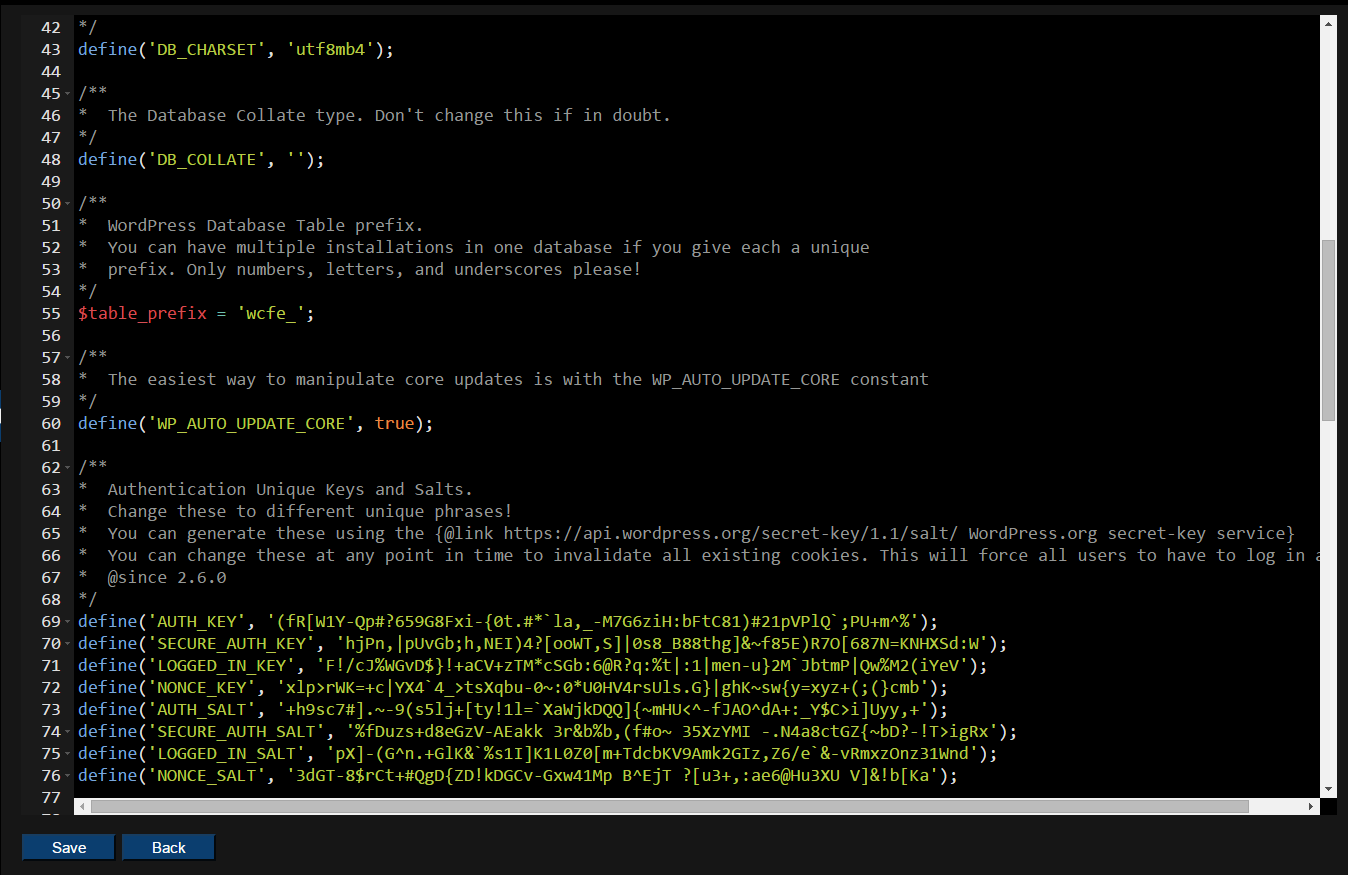 42 */
43 define('DB_CHARSET', 'utf8mb4');
44
45 /**
46 *  The Database Collate type. Don't change this if in doubt.
47 */
48 define('DB_COLLATE', '');
49
50 /**
51 *  WordPress Database Table prefix.
52 *  You can have multiple installations in one database if you give each a unique
53 *  prefix. Only numbers, letters, and underscores please!
54 */
55 $table_prefix = 'wcfe_';
56
57 /**
58 *  The easiest way to manipulate core updates is with the WP_AUTO_UPDATE_CORE constant
59 */
60 define('WP_AUTO_UPDATE_CORE', true);
61
62 /**
63 *  Authentication Unique Keys and Salts.
64 *  Change these to different unique phrases!
65 *  You can generate these using the {@link https://api.wordpress.org/secret-key/1.1/salt/ WordPress.org secret-key service}
66 *  You can change these at any point in time to invalidate all existing cookies. This will force all users to have to log in
67 *  @since 2.6.0
68 */
69 define('AUTH_KEY', '(fR[W1Y-Qp#?659G8Fxi-{0t.#*`la,_-M7G6ziH:bFtC81)#21pVPlQ`;PU+m^%');
70 define('SECURE_AUTH_KEY', 'hjPn,|pUvGb;h,NEI)4?[ooWT,S]|0s8_B88thg]&~f85E)R7O[687N=KNHXSd:W');
71 define('LOGGED_IN_KEY', 'F!/cJ%WGvD$}!+aCV+zTM*cSGb:6@R?q:%t|:1|men-u}2M`JbtmP|Qw%M2(iYeV');
72 define('NONCE_KEY', 'xlp>rWK=+c|YX4`4_>tsXqbu-0~:0*U0HV4rsUls.G}|ghK~sw{y=xyz+(;(}cmb');
73 define('AUTH_SALT', '+h9sc7#].~-9(s5lj+[ty!1l=`XaWjkDQQ]{~mHU<^-fJAO^dA+:_Y$C>i]Uyy,+');
74 define('SECURE_AUTH_SALT', '%fDuzs+d8eGzV-AEakk 3r&b%b,(f#o~ 35XzYMI -.N4a8ctGZ{~bD?-!T>igRx');
75 define('LOGGED_IN_SALT', 'pX]-(G^n.+GlK&`%s1I]K1L0Z0[m+TdcbKV9Amk2GIz,Z6/e`&-vRmxzOnz31Wnd');
76 define('NONCE_SALT', '3dGT-8$rCt+#QgD{ZD!kDGCv-Gxw41Mp B^EjT ?[u3+,:ae6@Hu3XU V]&!b[Ka');
77
Save Back